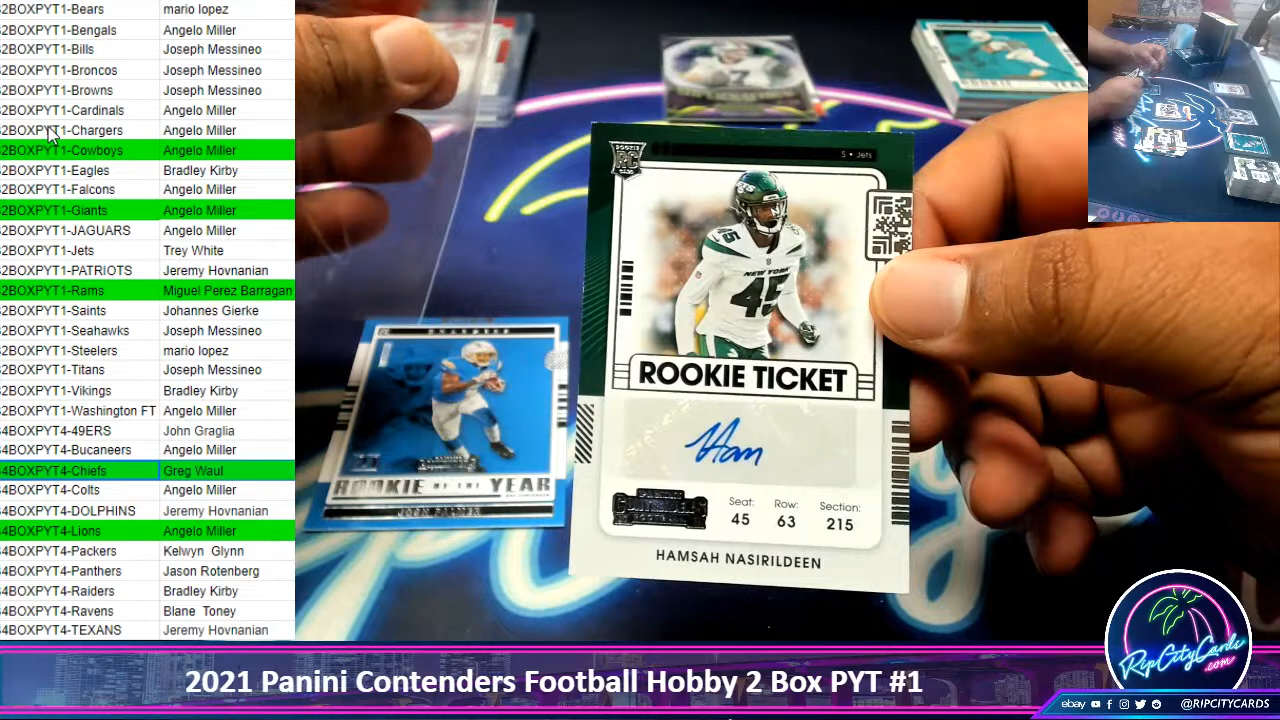 2BOXPYT1-Bears mario lopez
2BOXPYT1-Bengals Angelo Miller
2BOXPYT1-Bills Joseph Messineo
2BOXPYT1-Broncos Joseph Messineo
2BOXPYT1-Browns Joseph Messineo
2BOXPYT1-Cardinals Angelo Miller
2BOXPYT1-Chargers Angelo Miller
2BOXPYT1-Cowboys Angelo Miller
2BOXPYT1-Eagles Bradley Kirby
2BOXPYT1-Falcons Angelo Miller
2BOXPYT1-Giants Angelo Miller
2BOXPYT1-JAGUARS Angelo Miller
2BOXPYT1-Jets Trey White
2BOXPYT1-PATRIOTS Jeremy Hovnanian
2BOXPYT1-Rams Miguel Perez Barragan
2BOXPYT1-Saints Johannes Gierke
2BOXPYT1-Seahawks Joseph Messineo
2BOXPYT1-Steelers mario lopez
2BOXPYT1-Titans Joseph Messineo
2BOXPYT1-Vikings Bradley Kirby
2BOXPYT1-Washington FT Angelo Miller
4BOXPYT4-49ERS John Graglia
4BOXPYT4-Bucaneers Angelo Miller
4BOXPYT4-Chiefs Greg Waul
4BOXPYT4-Colts Angelo Miller
4BOXPYT4-DOLPHINS Jeremy Hovnanian
4BOXPYT4-Lions Angelo Miller
4BOXPYT4-Packers Kelwyn Glynn
4BOXPYT4-Panthers Jason Rotenberg
4BOXPYT4-Raiders Bradley Kirby
4BOXPYT4-Ravens Blane Toney
4BOXPYT4-TEXANS Jeremy Hovnanian
RC
S • Jets
45
NEW YORK
45
ROOKIE TICKET
Ham
CONTENDERS
Seat: 45 Row: 63 Section: 215
HAMSAH NASIRILDEEN
CHARGERS
ROOKIE OF THE YEAR
7
ROOKIE
2021 Panini Contenders Football Hobby 2 Box PYT #1
RipCityCards
.com
ebay @RIPCITYCARDS